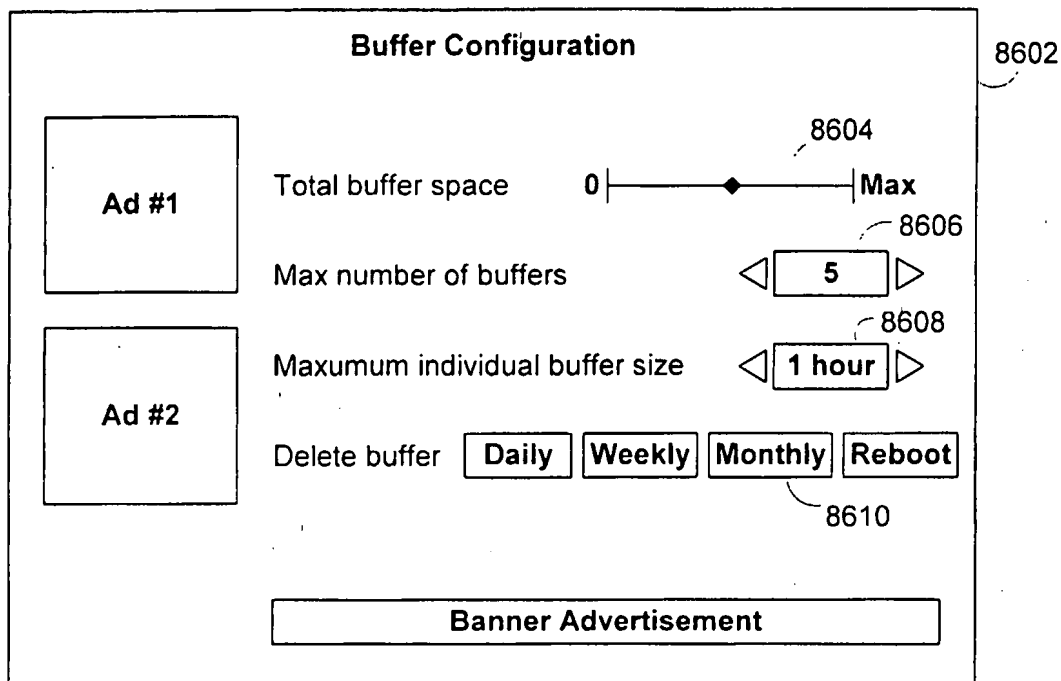 Buffer Configuration
8602
8604
Ad #1
Total buffer space 0 Max
8606
Max number of buffers 5
8608
Maxumum individual buffer size 1 hour
Ad #2
Delete buffer Daily Weekly Monthly Reboot
8610
Banner Advertisement